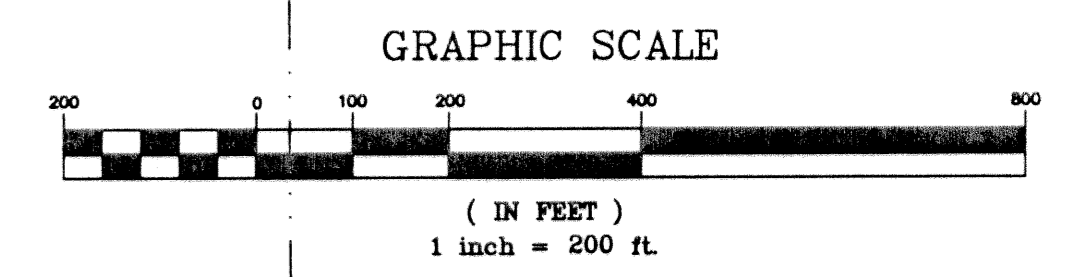 GRAPHIC SCALE
200 0 100 200 400 800
( IN FEET )
1 inch = 200 ft.